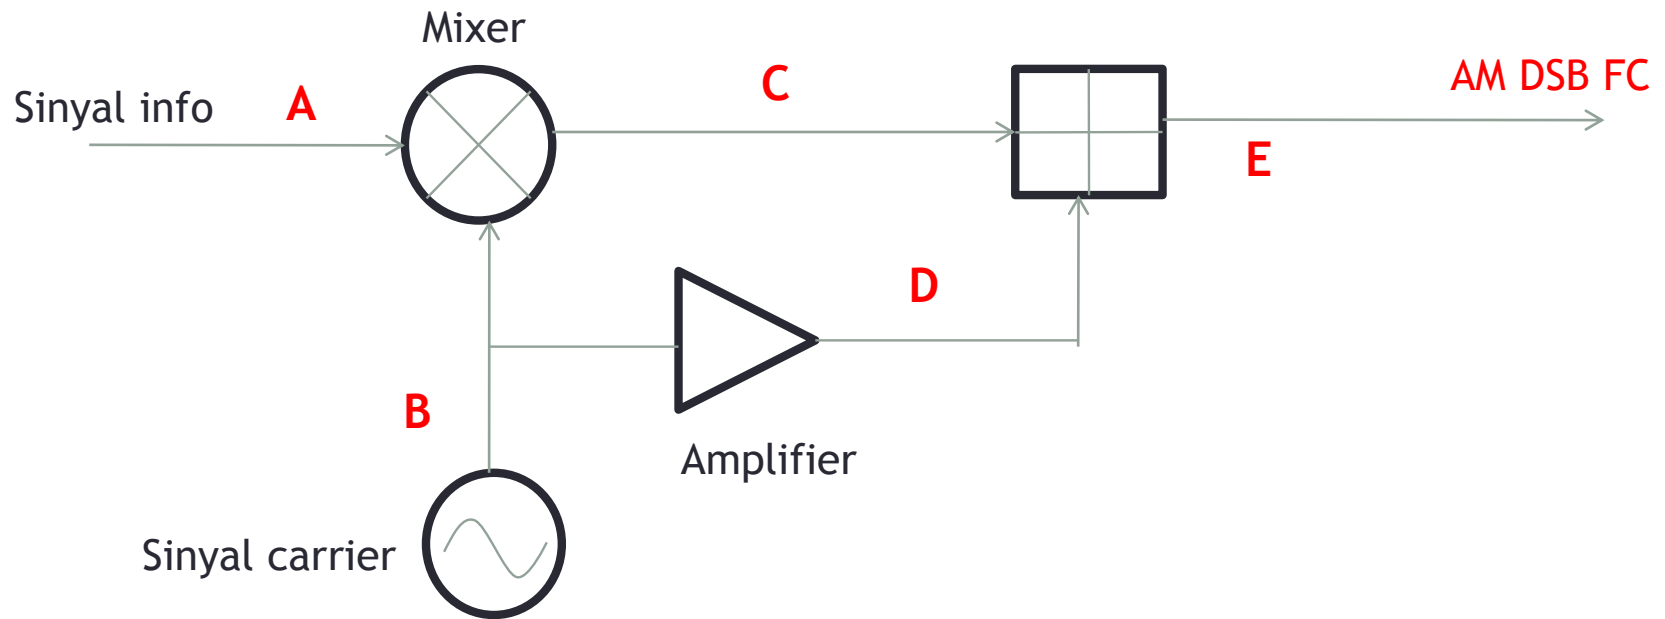 Mixer
AM DSB FC
C
Sinyal info
A
E
D
B
Amplifier
Sinyal carrier